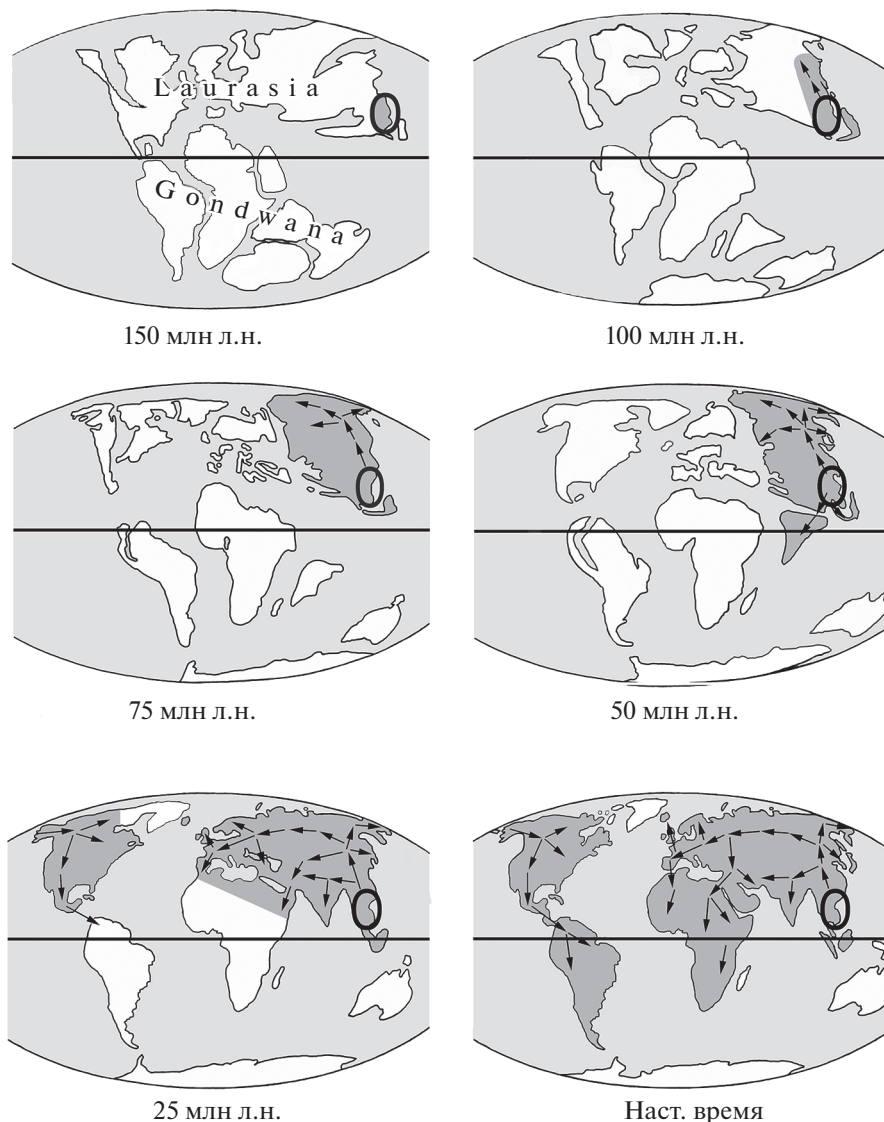 Laurasia
Gondwana
150 млн л.н.
100 млн л.н.
75 млн л.н.
50 млн л.н.
25 млн л.н.
Наст. время